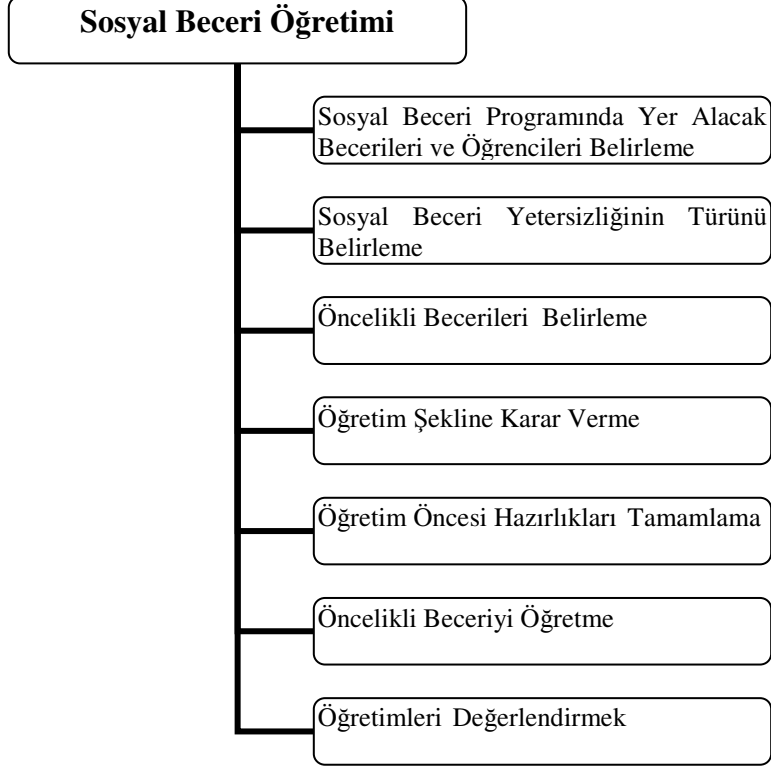 Sosyal Beceri Öğretimi
Sosyal Beceri Programında Yer Alacak
Becerileri ve Öğrencileri Belirleme
Sosyal Beceri Yetersizliğinin Türünü
Belirleme
Öncelikli Becerileri Belirleme
Öğretim Şekline Karar Verme
Öğretim Öncesi Hazırlıkları Tamamlama
Öncelikli Beceriyi Öğretme
Öğretimleri Değerlendirmek